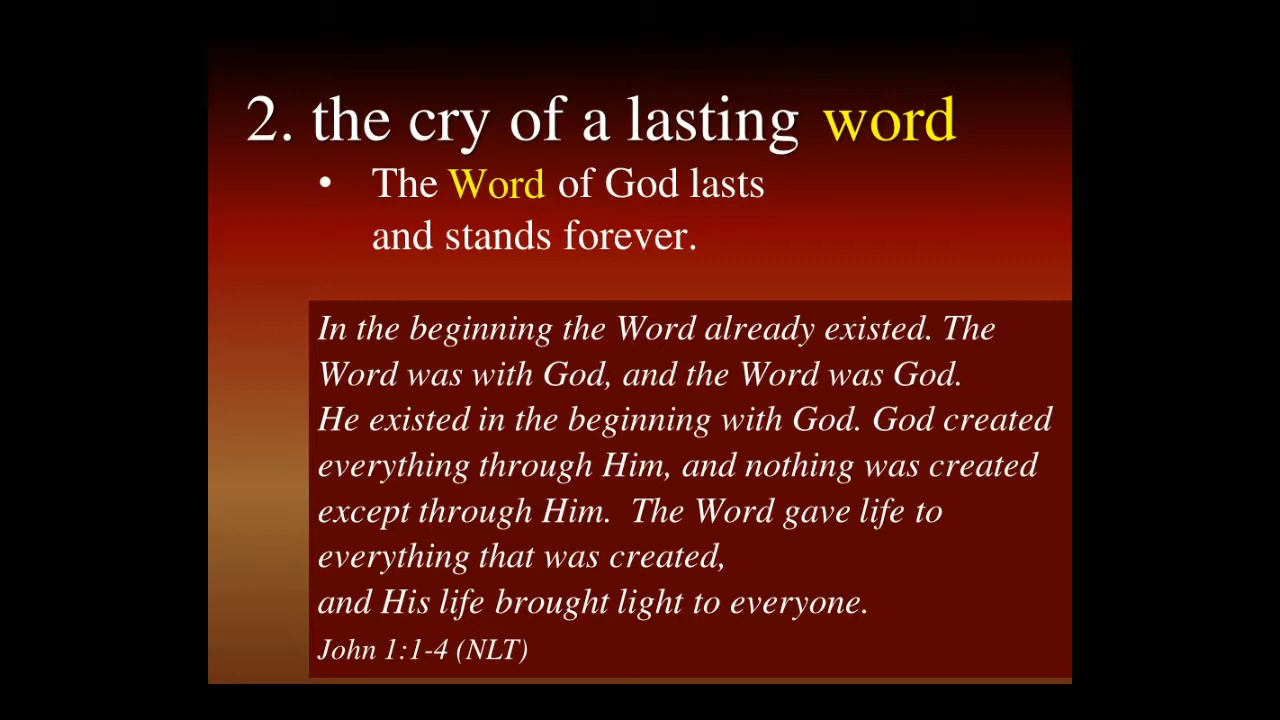 2. the cry of a lasting word
• The Word of God lasts
and stands forever.
In the beginning the Word already existed. The
Word was with God, and the Word was God.
He existed in the beginning with God. God created
everything through Him, and nothing was created
except through Him.  The Word gave life to
everything that was created,
and His life brought light to everyone.
John 1:1-4 (NLT)